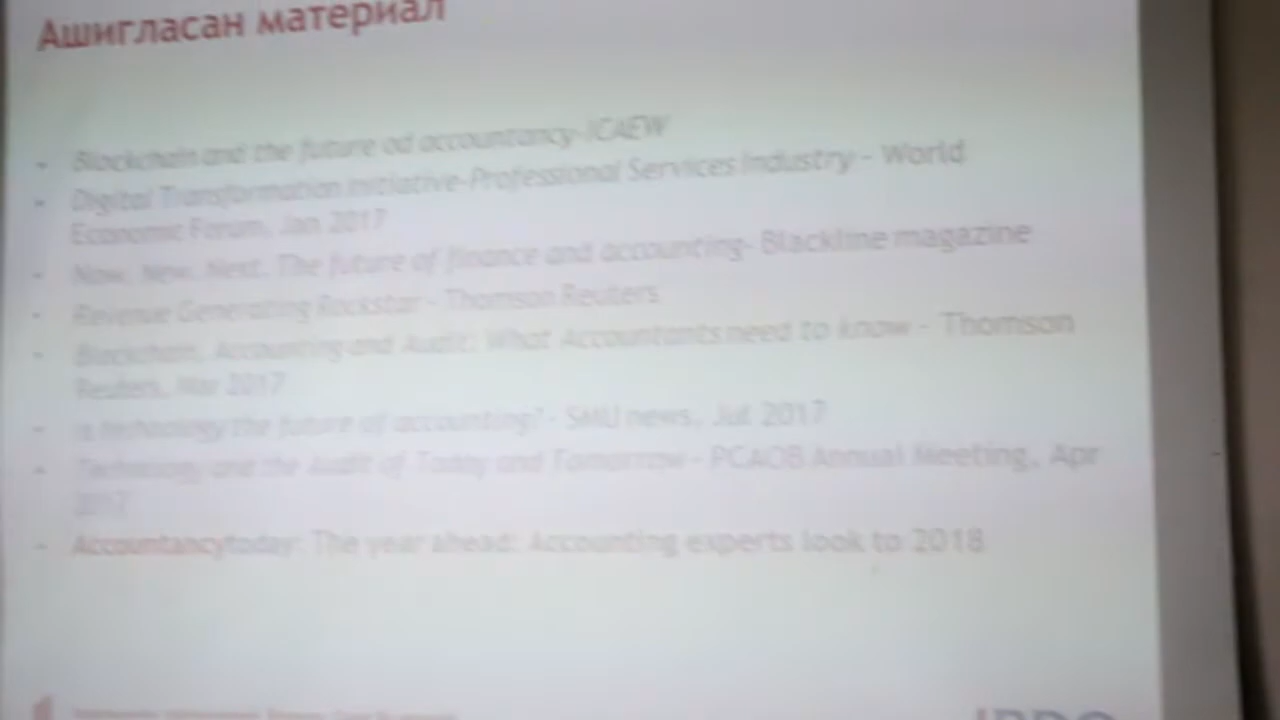 Ашигласан материал
- Blockchain and the future od accountancy-ICAEW
- Digital Transformation Initiative-Professional Services Industry - World
Economic Forum, Jan 2017
- Now. New. Next. The future of finance and accounting- Blackline magazine
- Revenue Generating Rockstar - Thomson Reuters
- Blockchain, Accounting and Audit: What Accountants need to know - Thomson
Reuters, Mar 2017
- Is technology the future of accounting? - SMU news, Jul 2017
- Technology and the Audit of Today and Tomorrow - PCAOB Annual Meeting, Apr
2017
- Accountancytoday: The year ahead: Accounting experts look to 2018
BDO